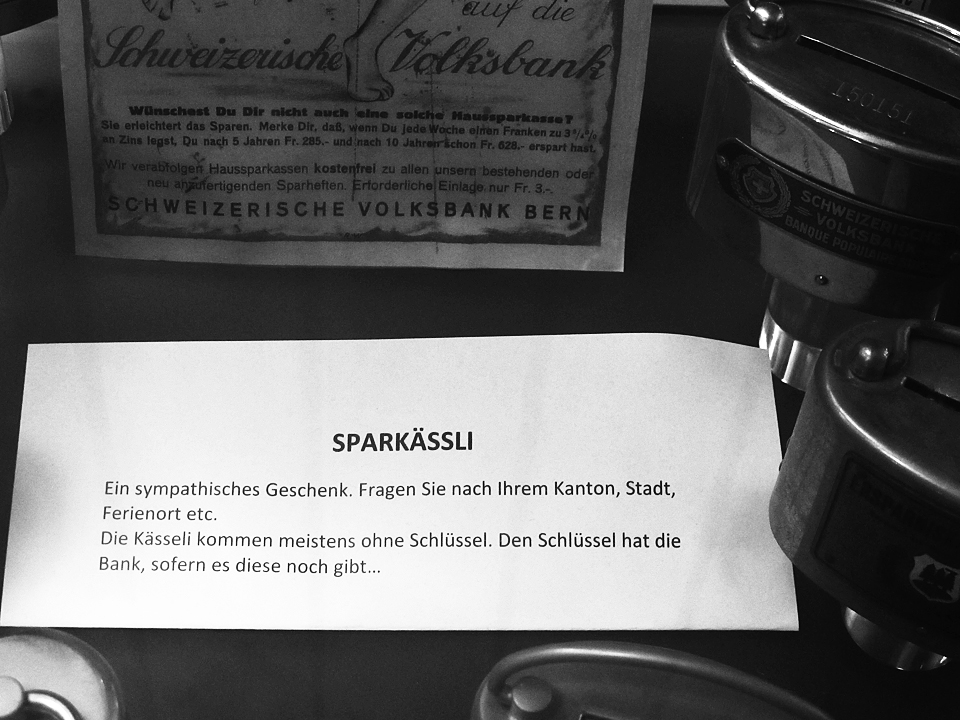 auf die
Schweizerische Volksbank
Wünschest Du Dir nicht auch eine solche Haussparkasse?
Sie erleichtert das Sparen. Merke Dir, daß, wenn Du jede Woche einen Franken zu 3¾%
an Zins legst, Du nach 5 Jahren Fr. 285.- und nach 10 Jahren schon Fr. 628.- erspart hast.
Wir verabfolgen Haussparkassen kostenfrei zu allen unsern bestehenden oder
neu anzufertigenden Sparheften. Erforderliche Einlage nur Fr. 3.-.
SCHWEIZERISCHE VOLKSBANK BERN
150151
SCHWEIZERISCHE
VOLKSBANK
BANQUE POPULAIRE
SPARKÄSSLI
Ein sympathisches Geschenk. Fragen Sie nach Ihrem Kanton, Stadt,
Ferienort etc.
Die Kässeli kommen meistens ohne Schlüssel. Den Schlüssel hat die
Bank, sofern es diese noch gibt...